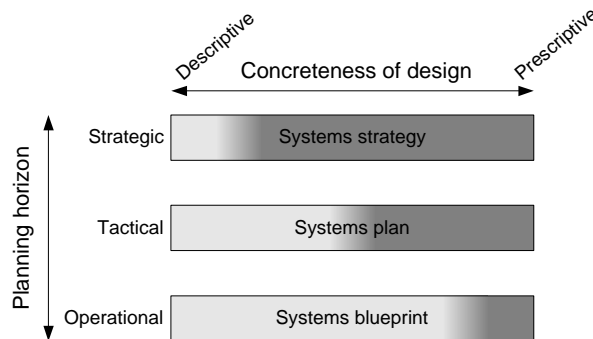 Descriptive
Prescriptive
Concreteness of design
Planning horizon
Strategic
Systems strategy
Tactical
Systems plan
Operational
Systems blueprint